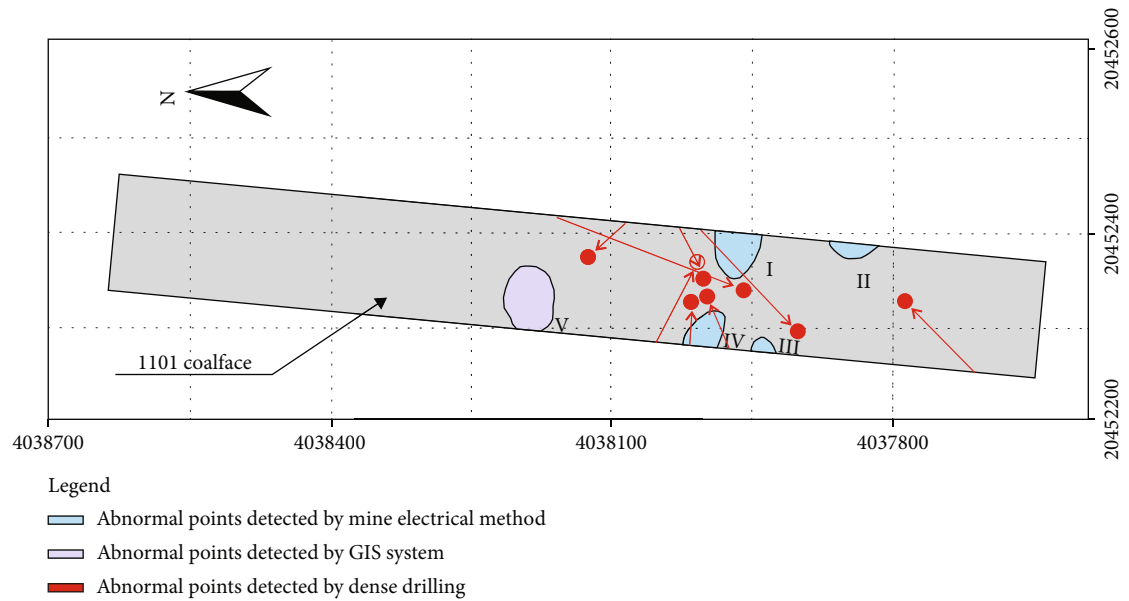 20452600
N
20452400
I
II
V
IV
III
1101 coalface
20452200
4038700
4038400
4038100
4037800
Legend
Abnormal points detected by mine electrical method
Abnormal points detected by GIS system
Abnormal points detected by dense drilling